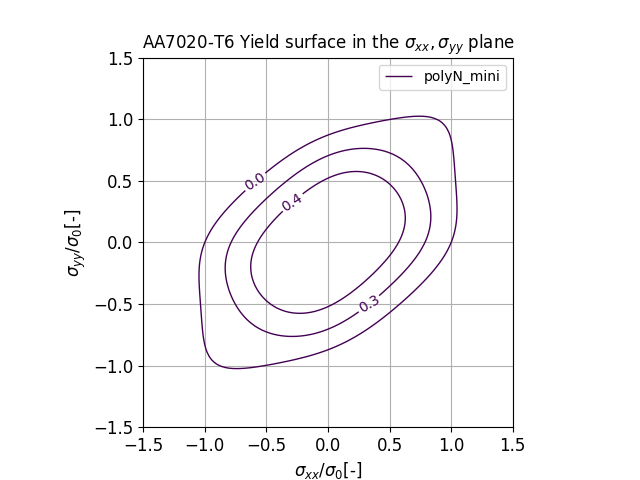 AA7020-T6 Yield surface in the σxx, σyy plane
polyN_mini
1.5
1.0
0.5
0.0
−0.5
−1.0
−1.5
σyy/σ0[-]
0.0
0.4
0.3
−1.5 −1.0 −0.5 0.0 0.5 1.0 1.5
σxx/σ0[-]